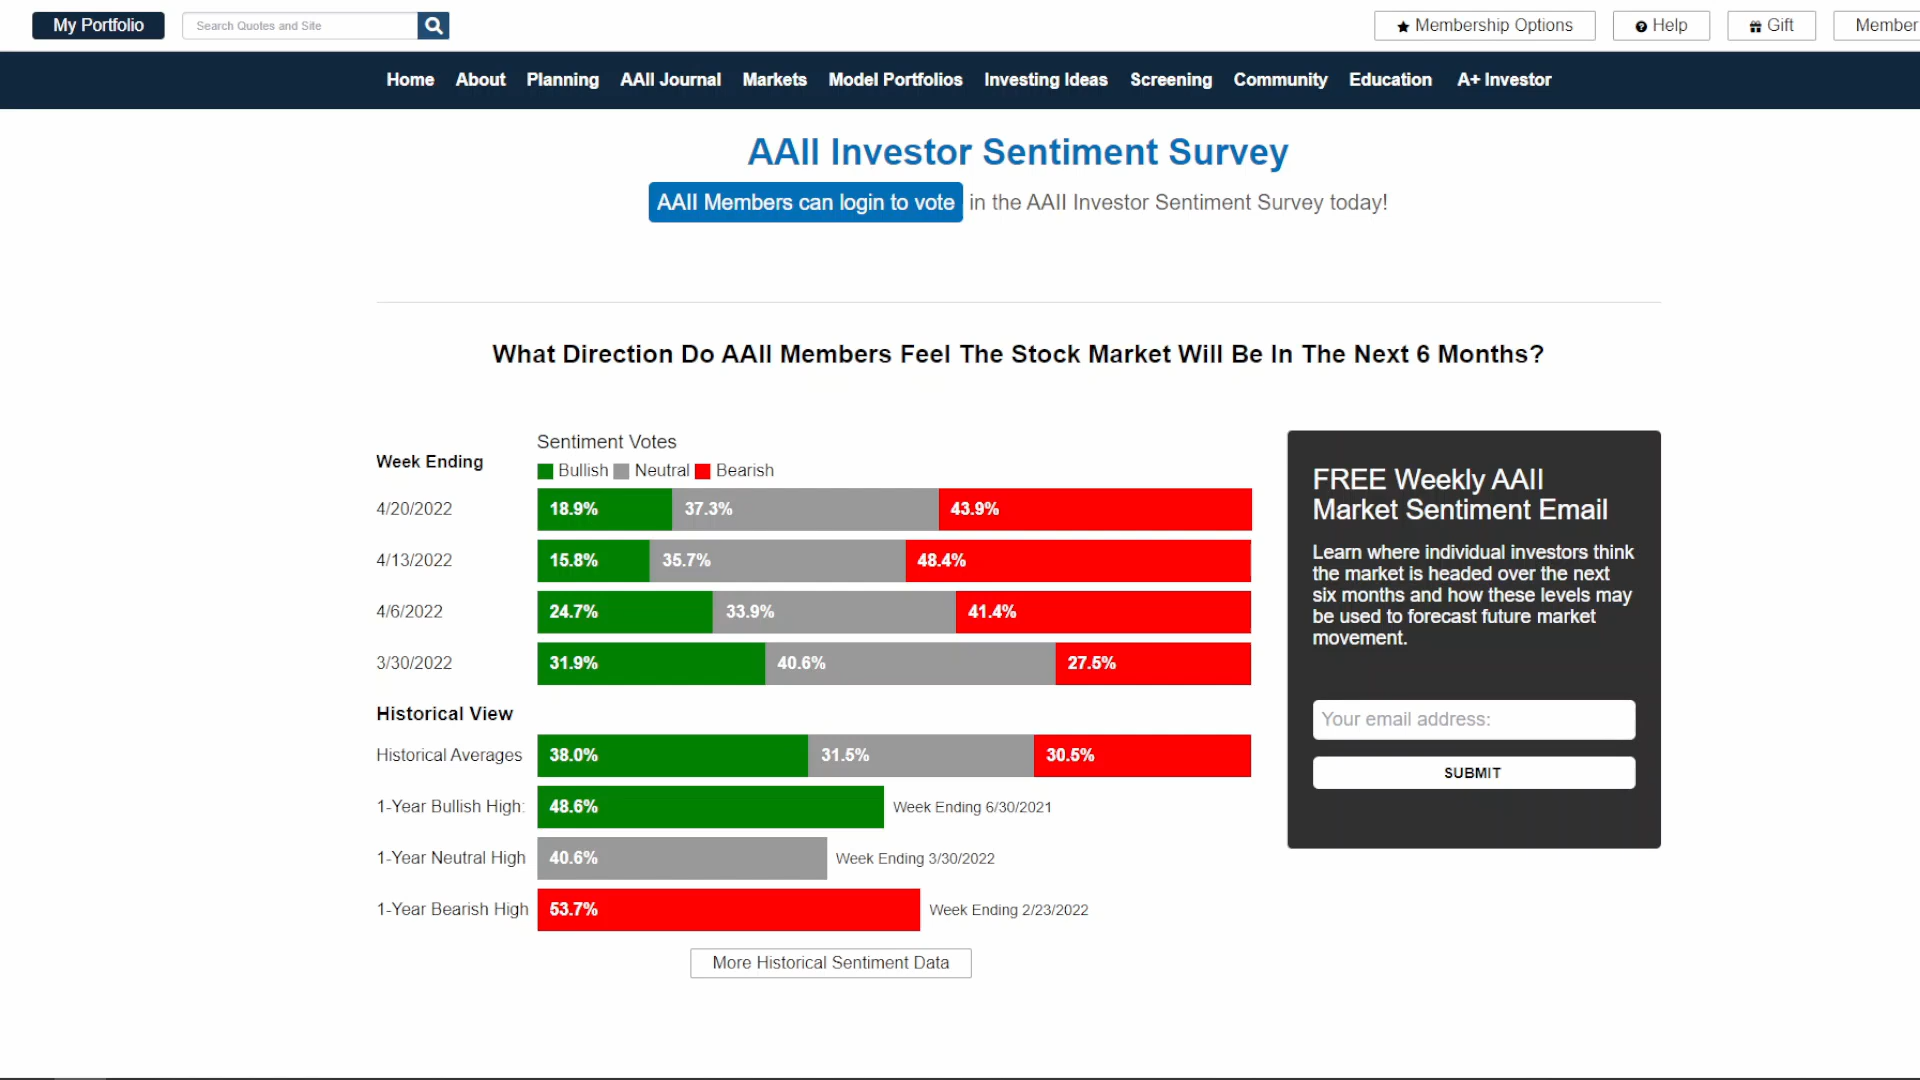 My Portfolio
Search Quotes and Site
Membership Options
Help
Gift
Member
Home About Planning AAII Journal Markets Model Portfolios Investing Ideas Screening Community Education A+ Investor
AAII Investor Sentiment Survey
AAII Members can login to vote in the AAII Investor Sentiment Survey today!
What Direction Do AAII Members Feel The Stock Market Will Be In The Next 6 Months?
Week Ending
Sentiment Votes
Bullish Neutral Bearish
4/20/2022 18.9% 37.3% 43.9%
4/13/2022 15.8% 35.7% 48.4%
4/6/2022 24.7% 33.9% 41.4%
3/30/2022 31.9% 40.6% 27.5%
Historical View
Historical Averages 38.0% 31.5% 30.5%
1-Year Bullish High: 48.6% Week Ending 6/30/2021
1-Year Neutral High 40.6% Week Ending 3/30/2022
1-Year Bearish High 53.7% Week Ending 2/23/2022
More Historical Sentiment Data
FREE Weekly AAII
Market Sentiment Email
Learn where individual investors think
the market is headed over the next
six months and how these levels may
be used to forecast future market
movement.
Your email address:
SUBMIT